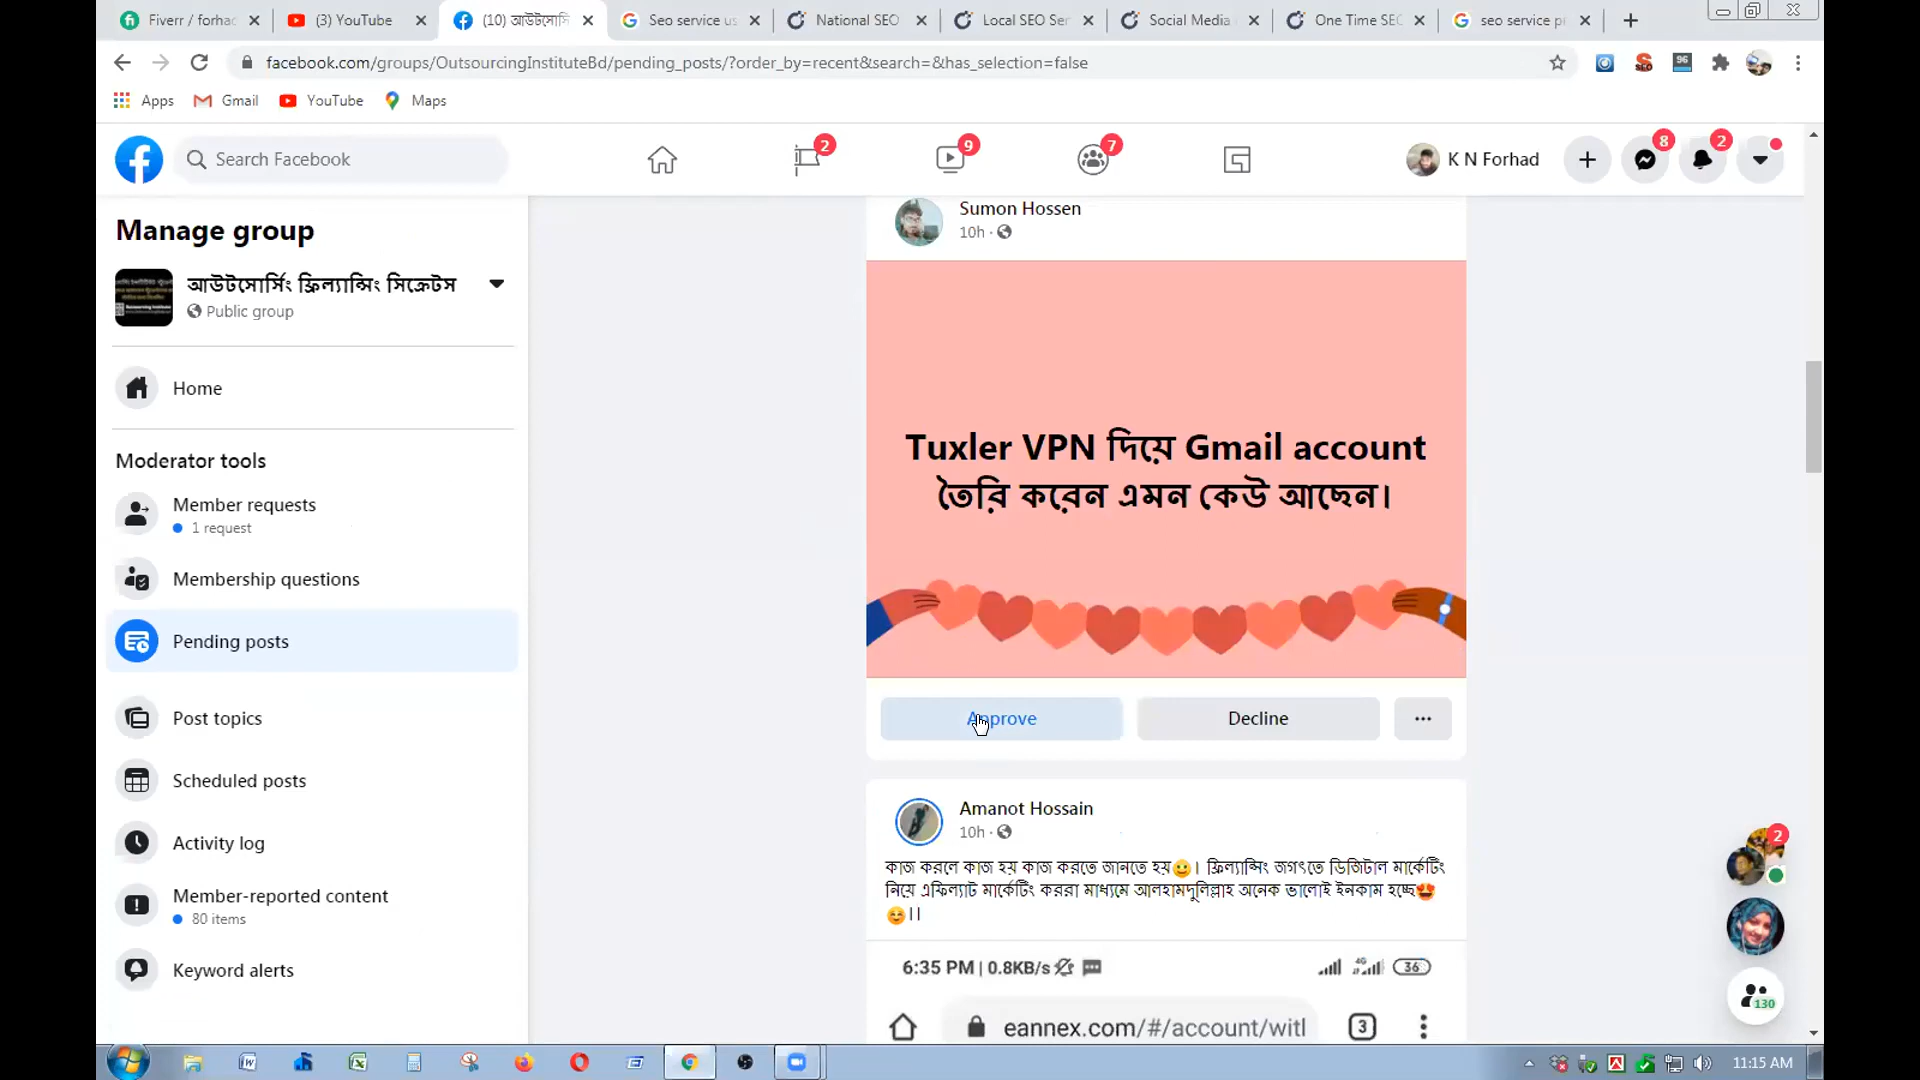 Fiverr / forhad
(3) YouTube
(10) আউটসোর্সি
Seo service us
National SEO
Local SEO Ser
Social Media
One Time SEO
seo service pr
facebook.com/groups/OutsourcingInstituteBd/pending_posts/?order_by=recent&search=&has_selection=false
96
Apps
Gmail
YouTube
Maps
Search Facebook
2
9
7
K N Forhad
8
2
Manage group
আউটসোর্সিং ফ্রিল্যান্সিং সিক্রেটস
Public group
Home
Moderator tools
Member requests
1 request
Membership questions
Pending posts
Post topics
Scheduled posts
Activity log
Member-reported content
80 items
Keyword alerts
Sumon Hossen
10h
Tuxler VPN দিয়ে Gmail account
তৈরি করেন এমন কেউ আছেন।
Approve
Decline
Amanot Hossain
10h
কাজ করলে কাজ হয় কাজ করতে জানতে হয়🙂। ফ্রিল্যান্সিং জগৎতে ডিজিটাল মার্কেটিং
নিয়ে এফিল্যাট মার্কেটিং কররা মাধ্যমে আলহামদুলিল্লাহ অনেক ভালোই ইনকাম হচ্ছে🤩
😊।।
6:35 PM | 0.8KB/s
4G
36
eannex.com/#/account/witl
3
2
130
11:15 AM